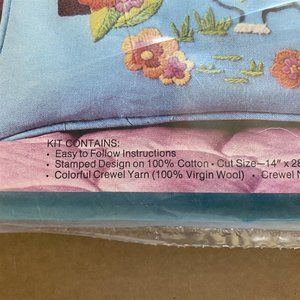 KIT CONTAINS:
• Easy to Follow Instructions
• Stamped Design on 100% Cotton • Cut Size—14" x 28
• Colorful Crewel Yarn (100% Virgin Wool) • Crewel N